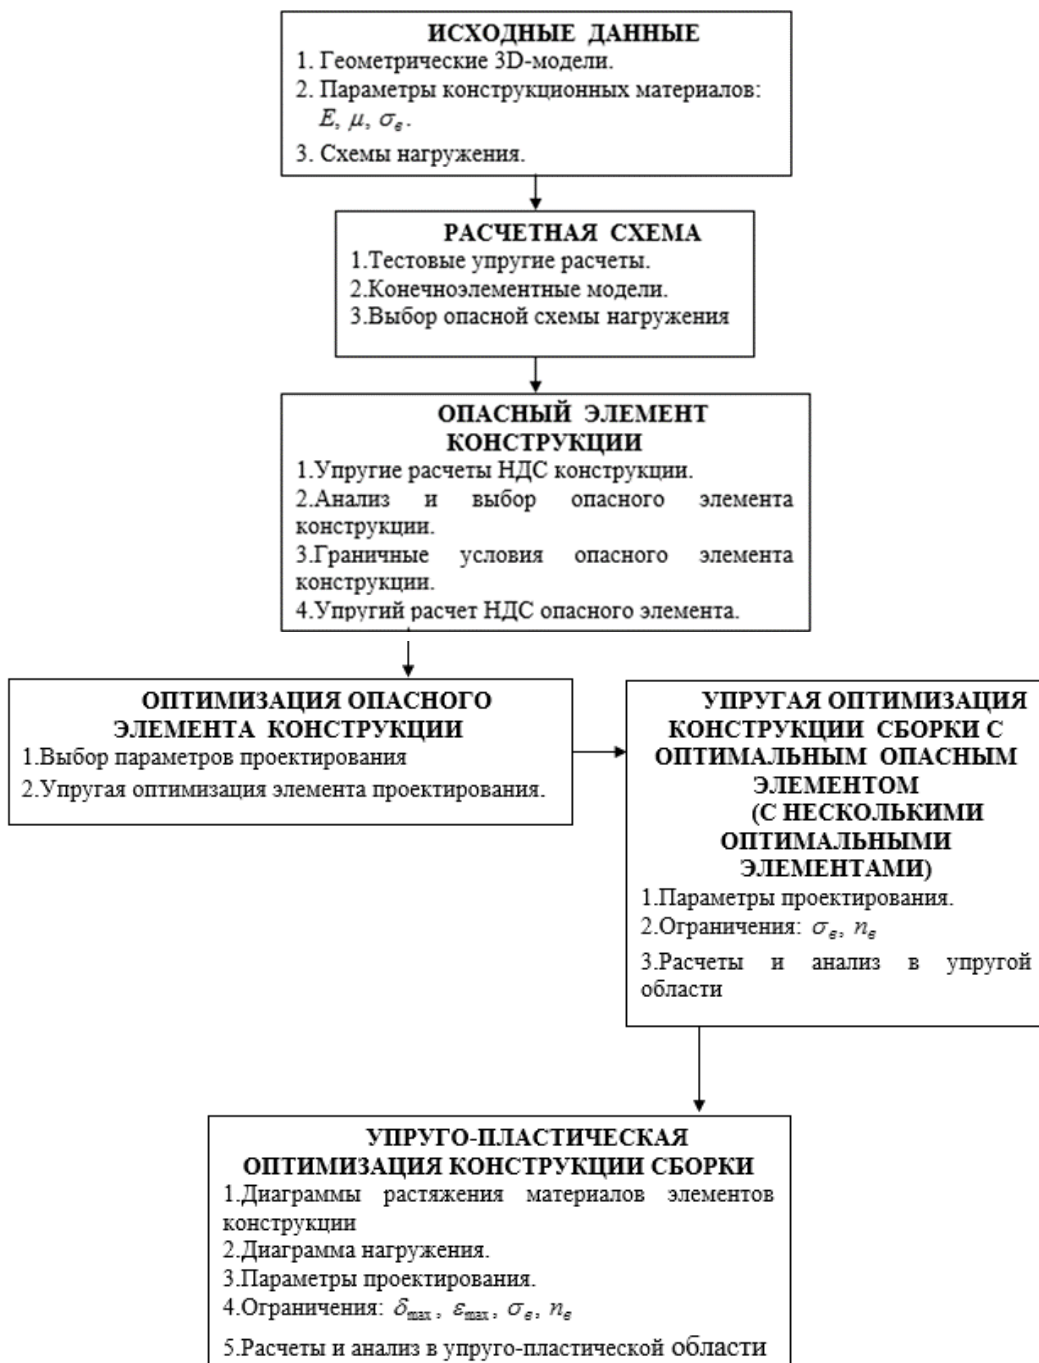 ИСХОДНЫЕ ДАННЫЕ
1. Геометрические 3D-модели.
2. Параметры конструкционных материалов:
E, μ, σв.
3. Схемы нагружения.
РАСЧЕТНАЯ СХЕМА
1.Тестовые упругие расчеты.
2.Конечноэлементные модели.
3.Выбор опасной схемы нагружения
ОПАСНЫЙ ЭЛЕМЕНТ
КОНСТРУКЦИИ
1.Упругие расчеты НДС конструкции.
2.Анализ и выбор опасного элемента
конструкции.
3.Граничные условия опасного элемента
конструкции.
4.Упругий расчет НДС опасного элемента.
ОПТИМИЗАЦИЯ ОПАСНОГО
ЭЛЕМЕНТА КОНСТРУКЦИИ
1.Выбор параметров проектирования
2.Упругая оптимизация элемента проектирования.
УПРУГАЯ ОПТИМИЗАЦИЯ
КОНСТРУКЦИИ СБОРКИ С
ОПТИМАЛЬНЫМ ОПАСНЫМ
ЭЛЕМЕНТОМ
(С НЕСКОЛЬКИМИ
ОПТИМАЛЬНЫМИ
ЭЛЕМЕНТАМИ)
1.Параметры проектирования.
2.Ограничения: σв, nв
3.Расчеты и анализ в упругой
области
УПРУГО-ПЛАСТИЧЕСКАЯ
ОПТИМИЗАЦИЯ КОНСТРУКЦИИ СБОРКИ
1.Диаграммы растяжения материалов элементов
конструкции
2.Диаграмма нагружения.
3.Параметры проектирования.
4.Ограничения: δmax, εmax, σв, nв
5.Расчеты и анализ в упруго-пластической области